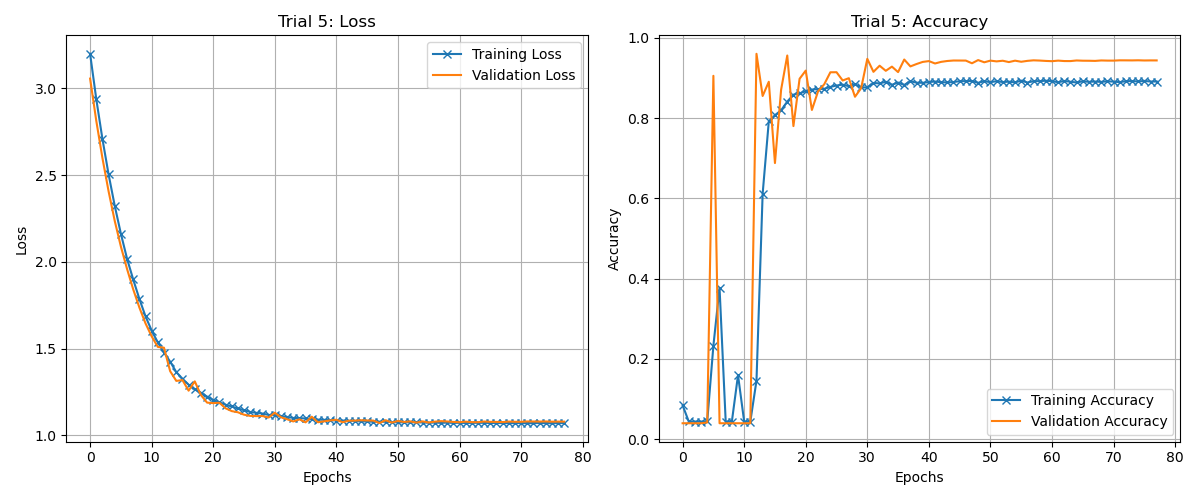 Trial 5: Loss
Training Loss
Validation Loss
3.0
2.5
2.0
1.5
1.0
Loss
0 10 20 30 40 50 60 70 80
Epochs
Trial 5: Accuracy
1.0
0.8
0.6
0.4
0.2
0.0
Accuracy
Training Accuracy
Validation Accuracy
0 10 20 30 40 50 60 70 80
Epochs